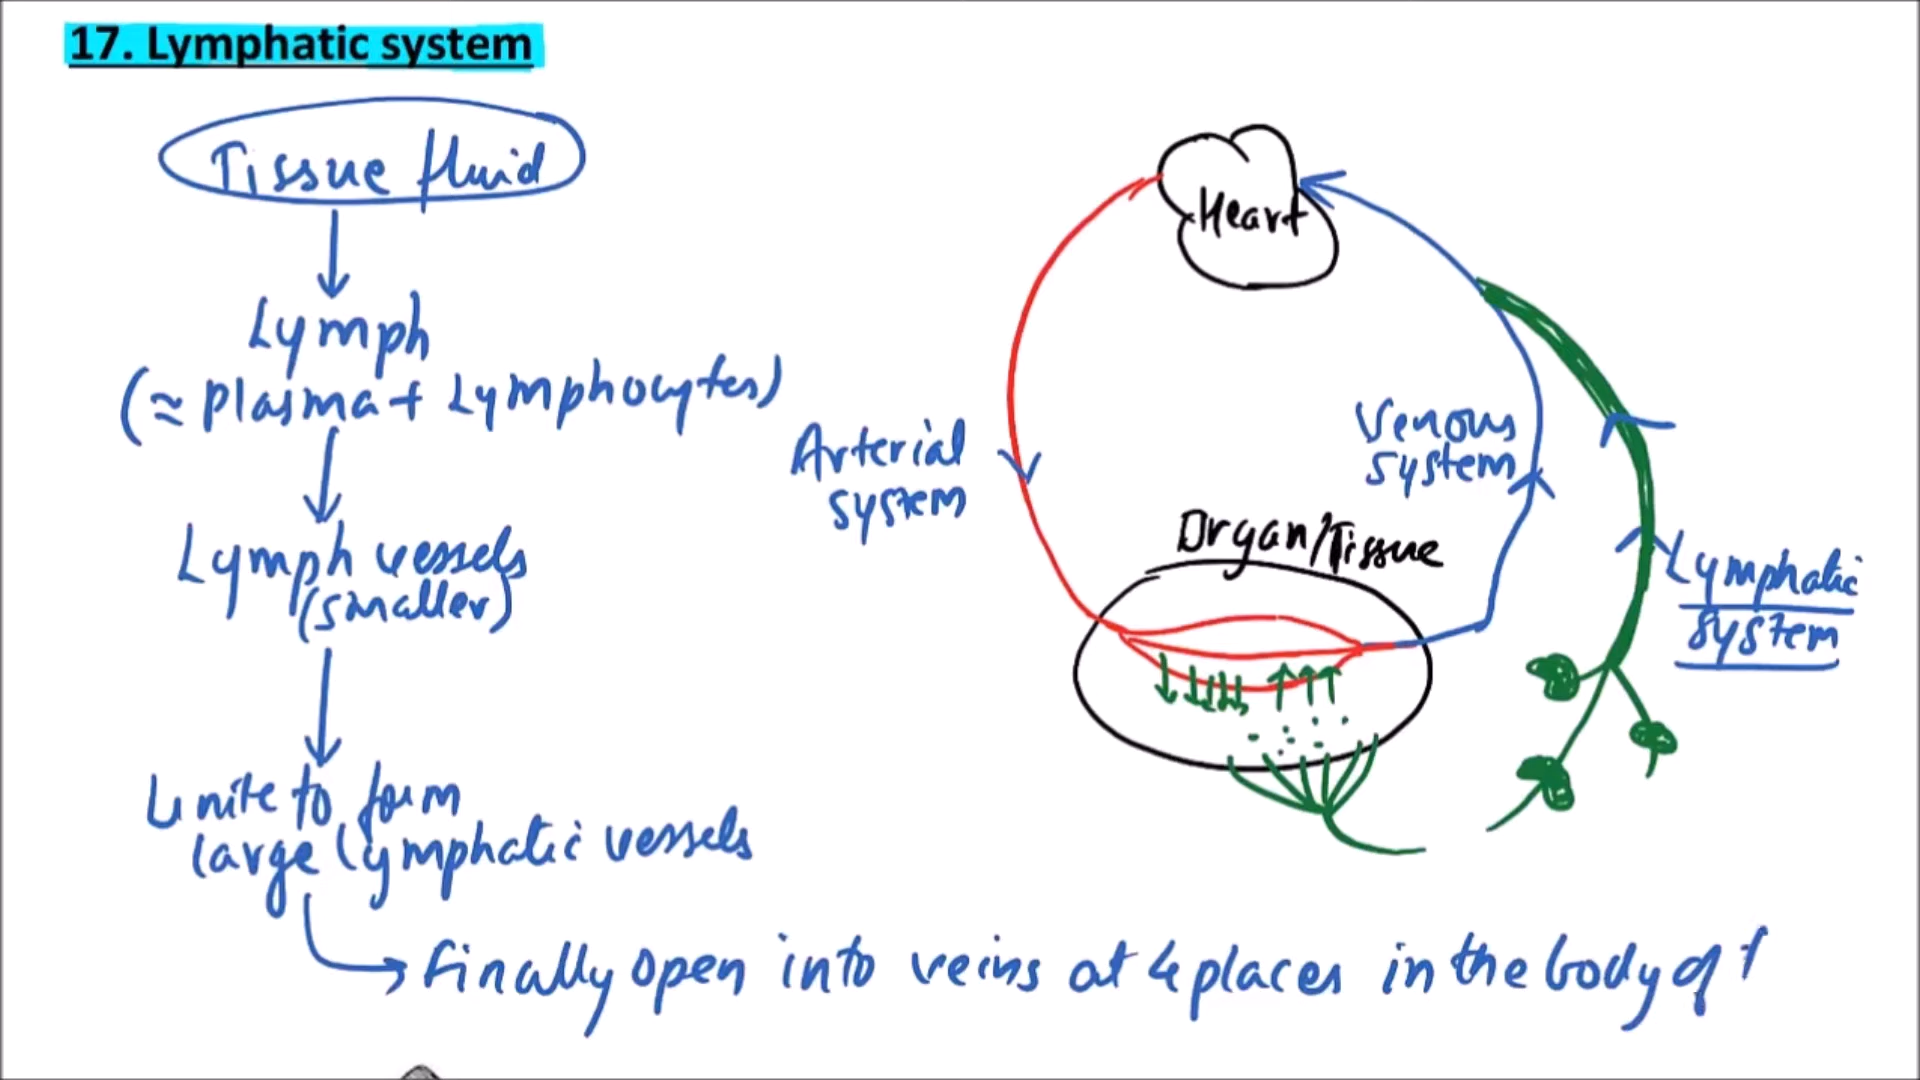 17. Lymphatic system
Tissue fluid
Lymph
(≈ Plasma + Lymphocytes)
Lymph vessels
(smaller)
Unite to form
large lymphatic vessels
Finally open into veins at 4 places in the body of
Heart
Arterial
system
Venous
system
Organ/Tissue
Lymphatic
system